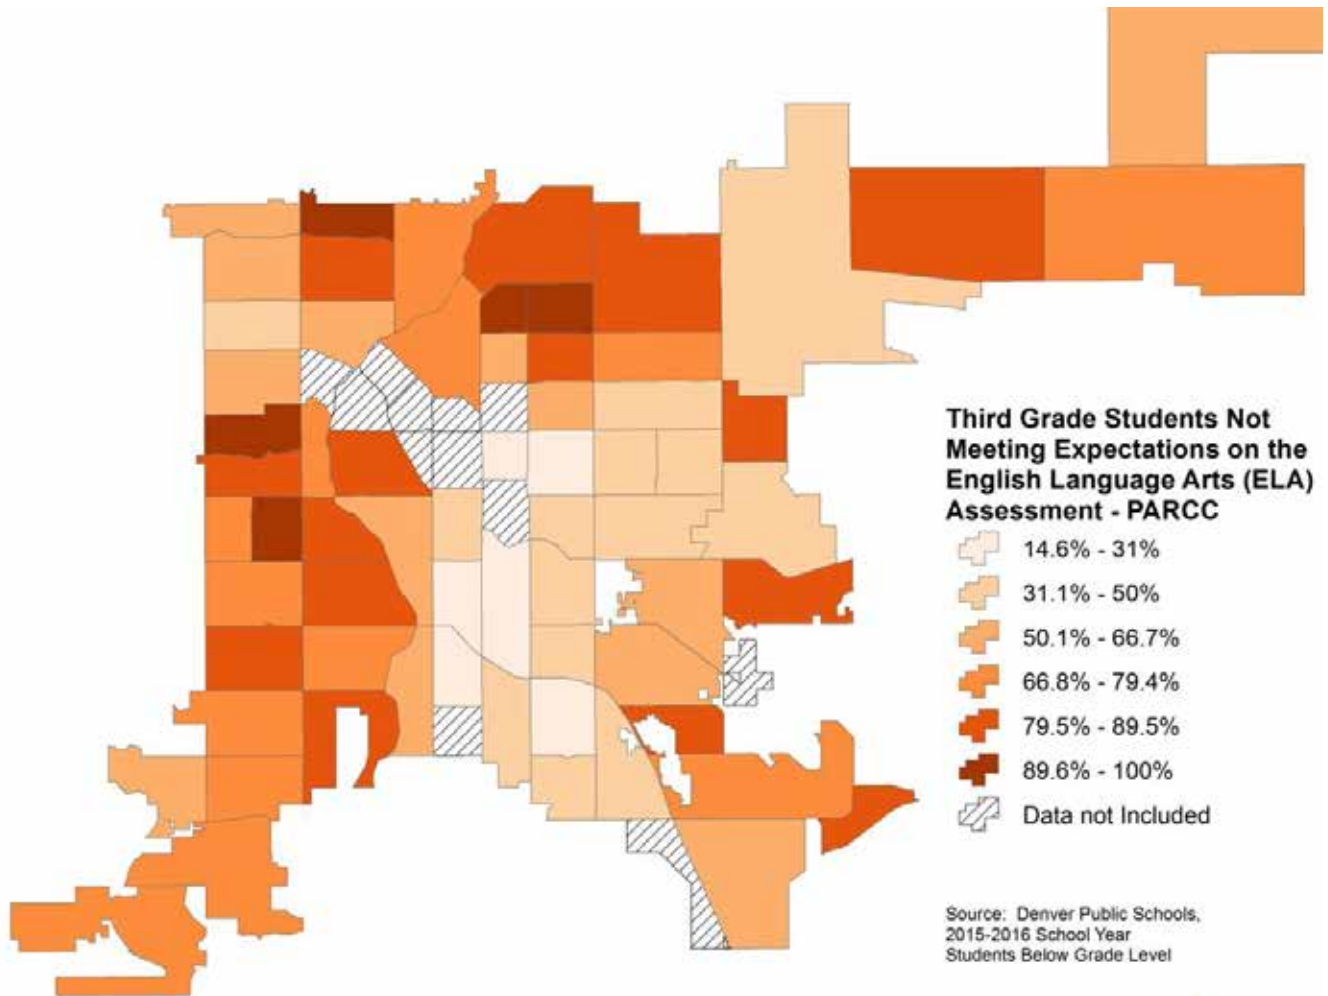 Third Grade Students Not
Meeting Expectations on the
English Language Arts (ELA)
Assessment - PARCC
14.6% - 31%
31.1% - 50%
50.1% - 66.7%
66.8% - 79.4%
79.5% - 89.5%
89.6% - 100%
Data not Included
Source: Denver Public Schools,
2015-2016 School Year
Students Below Grade Level